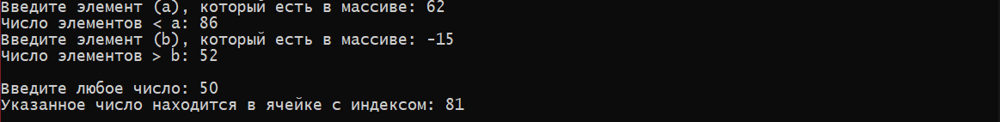 Введите элемент (a), который есть в массиве: 62
Число элементов < a: 86
Введите элемент (b), который есть в массиве: -15
Число элементов > b: 52
Введите любое число: 50
Указанное число находится в ячейке с индексом: 81